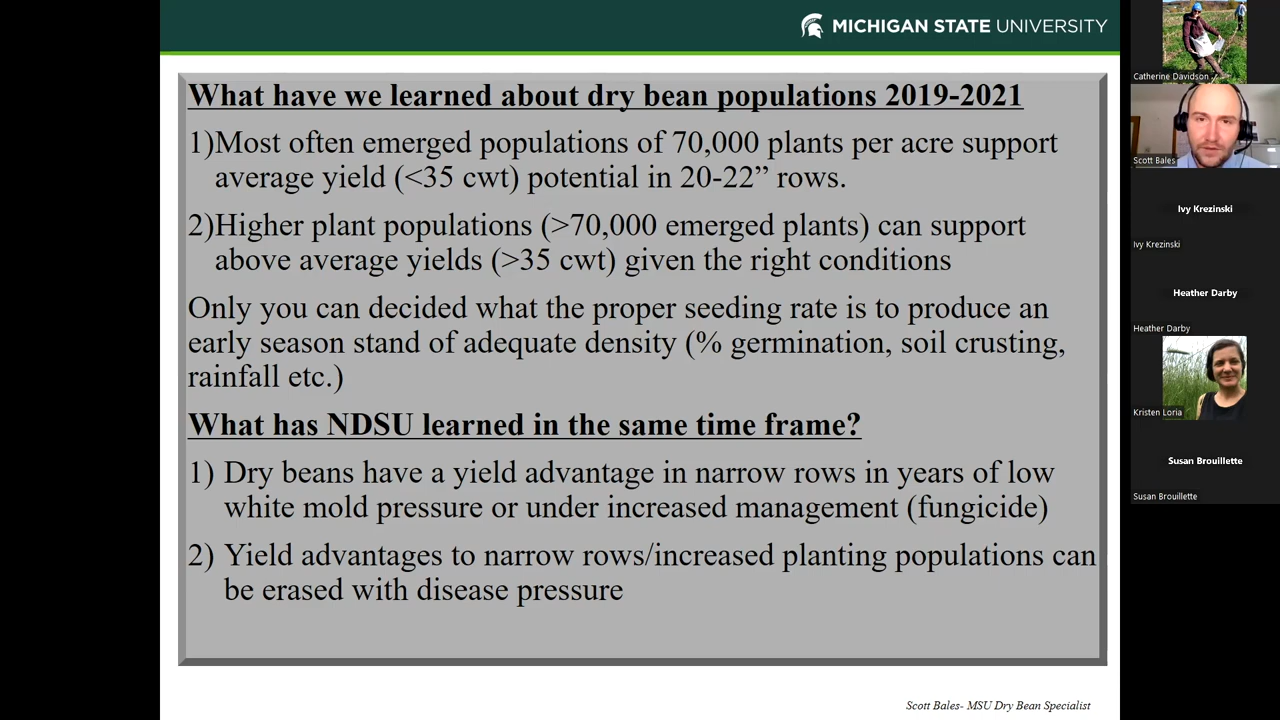 MICHIGAN STATE UNIVERSITY
What have we learned about dry bean populations 2019-2021
1)Most often emerged populations of 70,000 plants per acre support
average yield (<35 cwt) potential in 20-22” rows.
2)Higher plant populations (>70,000 emerged plants) can support
above average yields (>35 cwt) given the right conditions
Only you can decided what the proper seeding rate is to produce an
early season stand of adequate density (% germination, soil crusting,
rainfall etc.)
What has NDSU learned in the same time frame?
1) Dry beans have a yield advantage in narrow rows in years of low
white mold pressure or under increased management (fungicide)
2) Yield advantages to narrow rows/increased planting populations can
be erased with disease pressure
Scott Bales- MSU Dry Bean Specialist
Catherine Davidson
Scott Bales
Ivy Krezinski
Ivy Krezinski
Heather Darby
Heather Darby
Kristen Loria
Susan Brouillette
Susan Brouillette